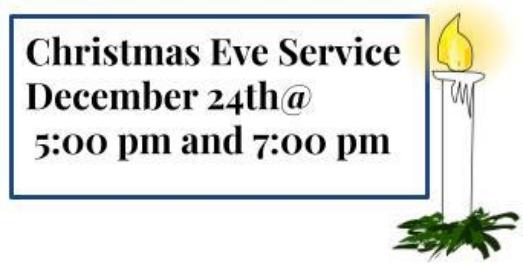 Christmas Eve Service
December 24th@
5:00 pm and 7:00 pm